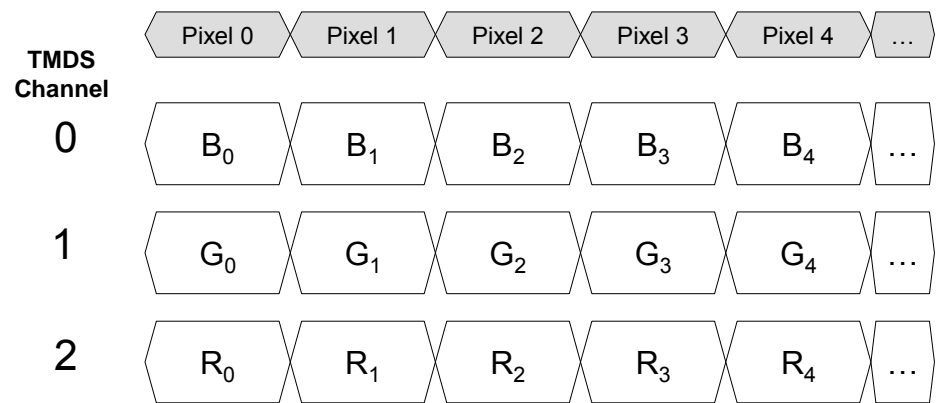 Pixel 0 Pixel 1 Pixel 2 Pixel 3 Pixel 4 ...
TMDS
Channel
0 B₀ B₁ B₂ B₃ B₄ ...
1 G₀ G₁ G₂ G₃ G₄ ...
2 R₀ R₁ R₂ R₃ R₄ ...